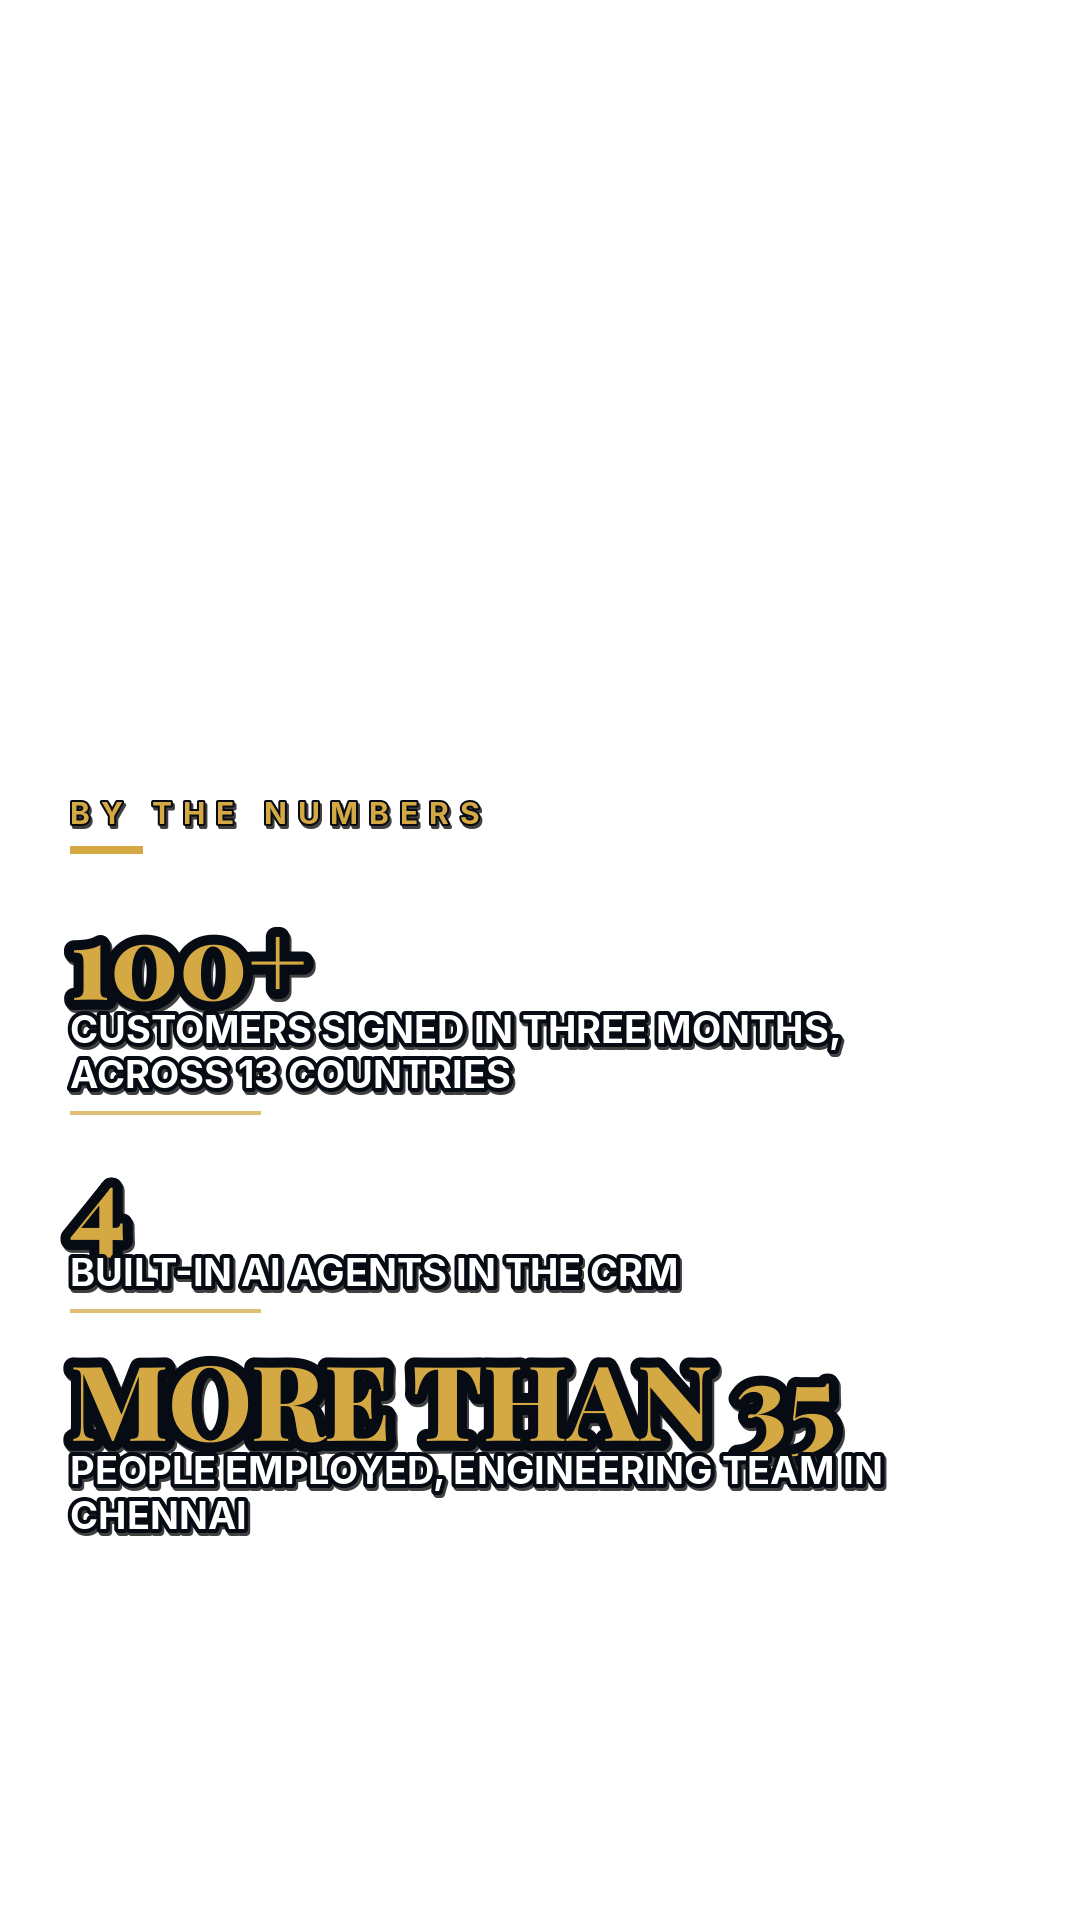 BY THE NUMBERS
100+
CUSTOMERS SIGNED IN THREE MONTHS,
ACROSS 13 COUNTRIES
4
BUILT-IN AI AGENTS IN THE CRM
MORE THAN 35
PEOPLE EMPLOYED, ENGINEERING TEAM IN
CHENNAI